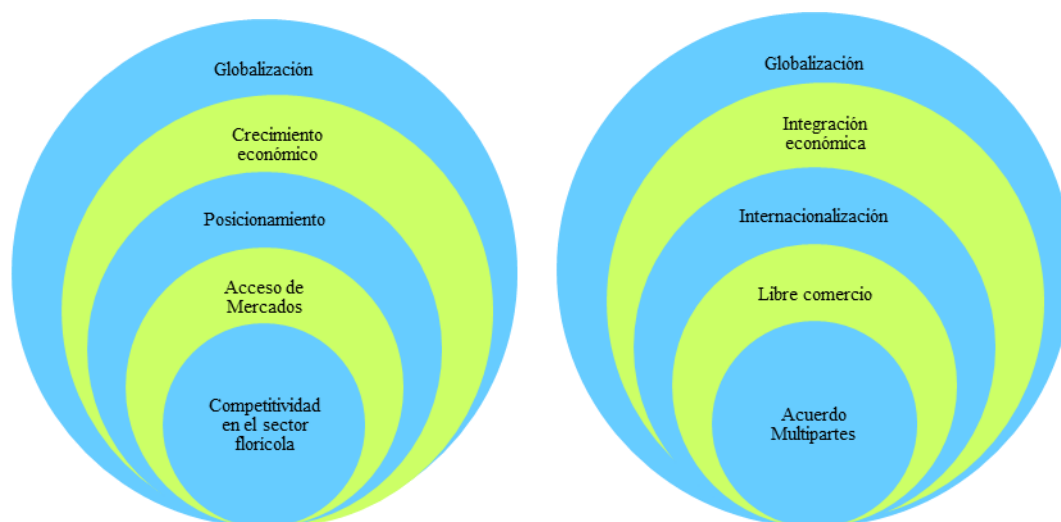 Globalización
Crecimiento
económico
Posicionamiento
Acceso de
Mercados
Competividad
en el sector
florícola
Globalización
Integración
económica
Internacionalización
Libre comercio
Acuerdo
Multipartes